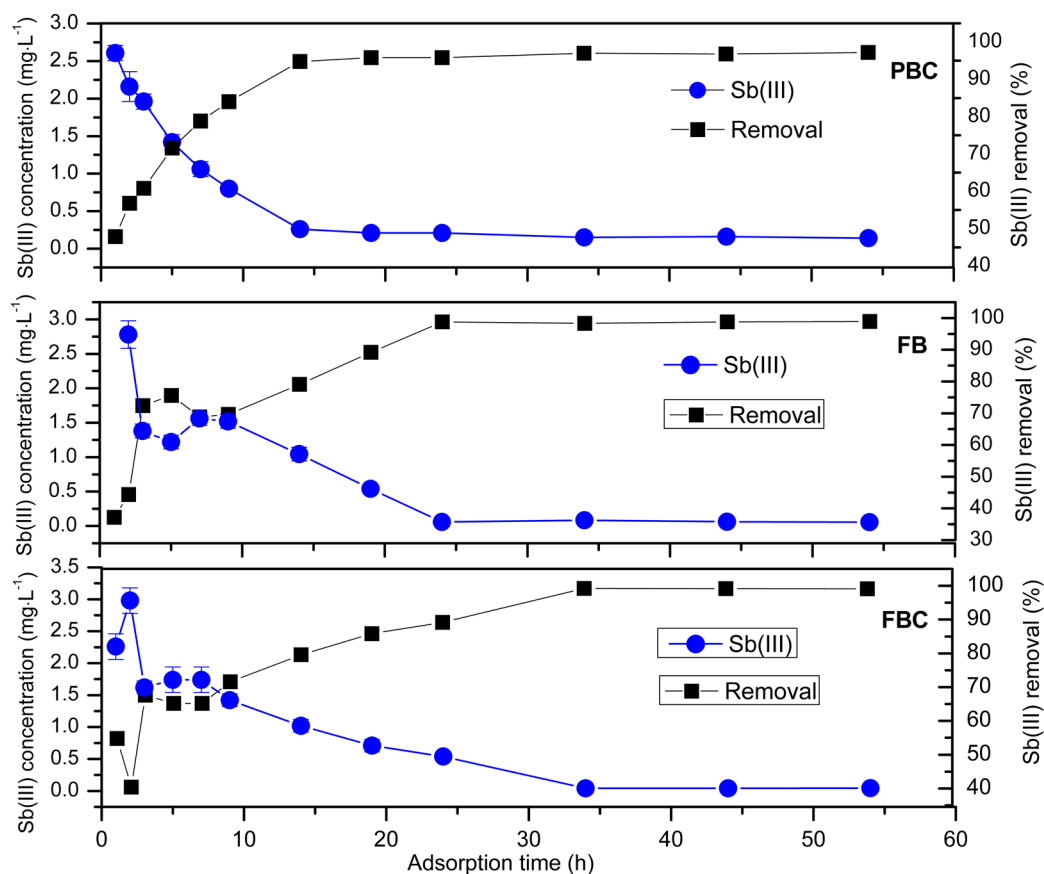 Sb(III) concentration (mg·L⁻¹)
3.0
2.5
2.0
1.5
1.0
0.5
0.0
PBC
Sb(III)
Removal
100
90
80
70
60
50
40
Sb(III) removal (%)
Sb(III) concentration (mg·L⁻¹)
3.0
2.5
2.0
1.5
1.0
0.5
0.0
FB
Sb(III)
Removal
100
90
80
70
60
50
40
30
Sb(III) removal (%)
Sb(III) concentration (mg·L⁻¹)
3.5
3.0
2.5
2.0
1.5
1.0
0.5
0.0
FBC
Sb(III)
Removal
100
90
80
70
60
50
40
Sb(III) removal (%)
0 10 20 30 40 50 60
Adsorption time (h)